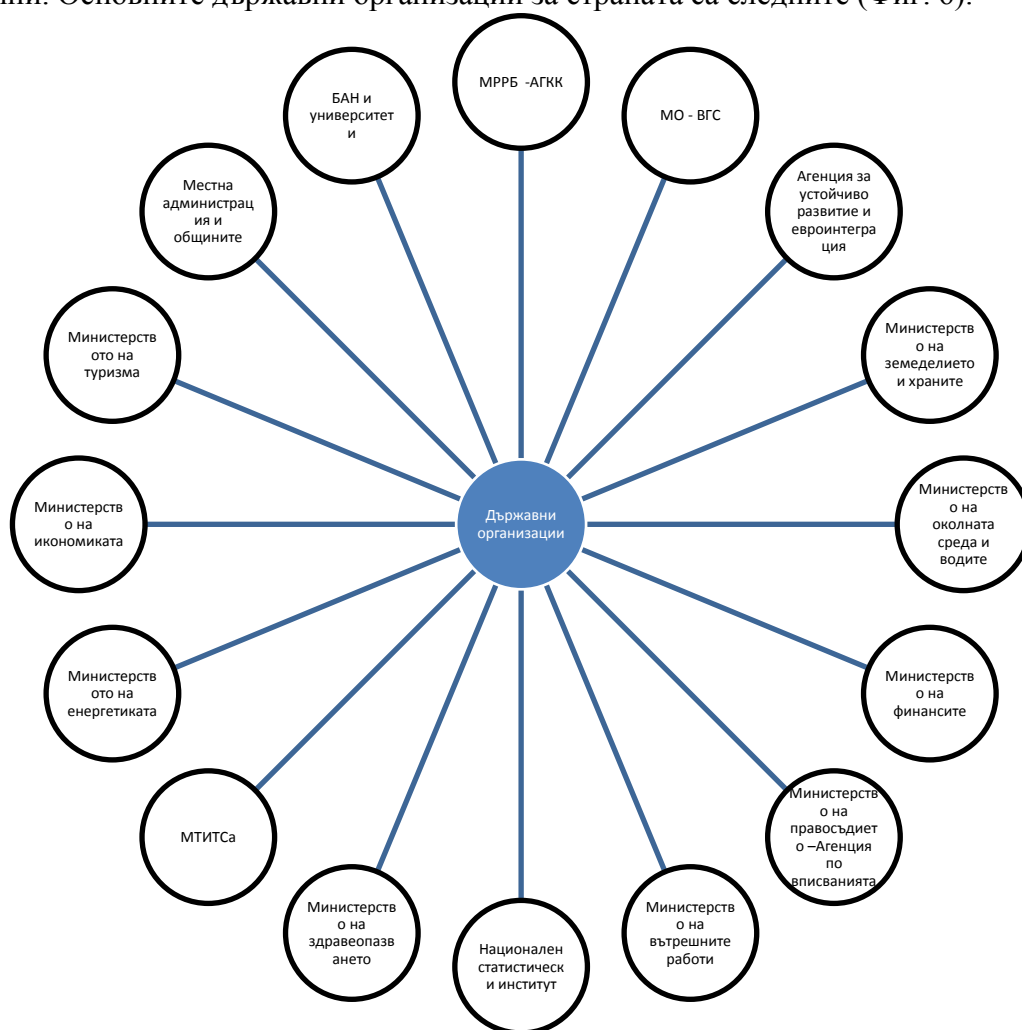 Основните държавни организации за страната са следните (Фиг. 6):
МРРБ -АГКК
МО - ВГС
Агенция за
устойчиво
развитие и
евроинтегра
ция
Министерств
о на
земеделието
и храните
Министерств
о на
околната
среда и
водите
Министерств
о на
финансите
Министерств
о на
правосъдиет
о –Агенция
по
вписванията
Министерств
о на
вътрешните
работи
Национален
статистическ
и институт
Министерств
о на
здравеопазв
ането
МТИТСа
Министерств
ото на
енергетиката
Министерств
о на
икономиката
Министерств
ото на
туризма
Местна
администрац
ия и
общините
БАН и
университет
и
Държавни
организации